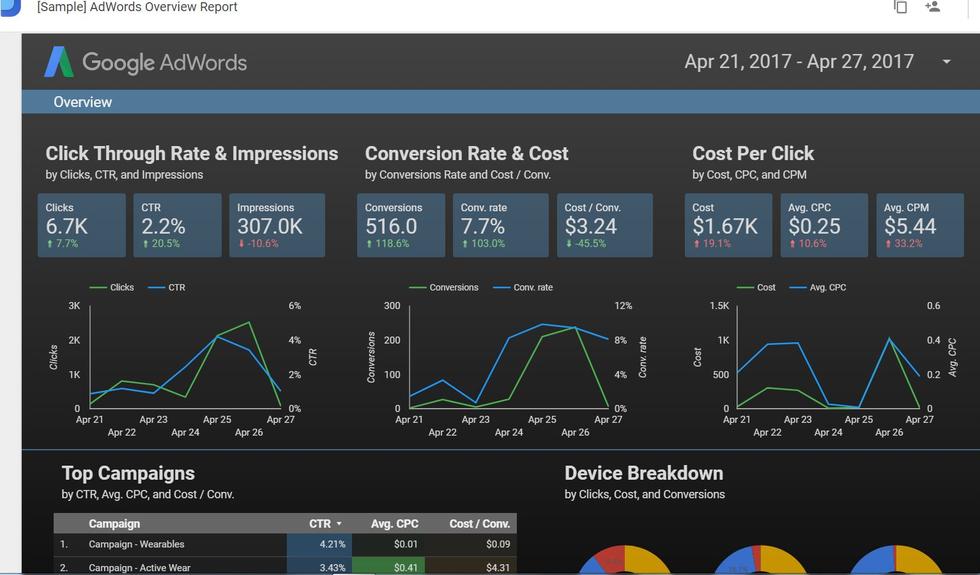 [Sample] AdWords Overview Report
Google AdWords
Apr 21, 2017 - Apr 27, 2017
Overview
Click Through Rate & Impressions
by Clicks, CTR, and Impressions
Clicks
6.7K
7.7%
CTR
2.2%
20.5%
Impressions
307.0K
-10.6%
Clicks CTR
3K
2K
1K
0
Clicks
6%
4%
2%
0%
CTR
Apr 21 Apr 23 Apr 25 Apr 27
Apr 22 Apr 24 Apr 26
Conversion Rate & Cost
by Conversions Rate and Cost / Conv.
Conversions
516.0
118.6%
Conv. rate
7.7%
103.0%
Cost / Conv.
$3.24
-45.5%
Conversions Conv. rate
300
200
100
0
Conversions
12%
8%
4%
0%
Conv. rate
Apr 21 Apr 23 Apr 25 Apr 27
Apr 22 Apr 24 Apr 26
Cost Per Click
by Cost, CPC, and CPM
Cost
$1.67K
19.1%
Avg. CPC
$0.25
10.6%
Avg. CPM
$5.44
33.2%
Cost Avg. CPC
1.5K
1K
500
0
Cost
0.6
0.4
0.2
0
Avg. CPC
Apr 21 Apr 23 Apr 25 Apr 27
Apr 22 Apr 24 Apr 26
Top Campaigns
by CTR, Avg. CPC, and Cost / Conv.
Campaign CTR Avg. CPC Cost / Conv.
1. Campaign - Wearables 4.21% $0.01 $0.09
2. Campaign - Active Wear 3.43% $0.41 $4.31
Device Breakdown
by Clicks, Cost, and Conversions